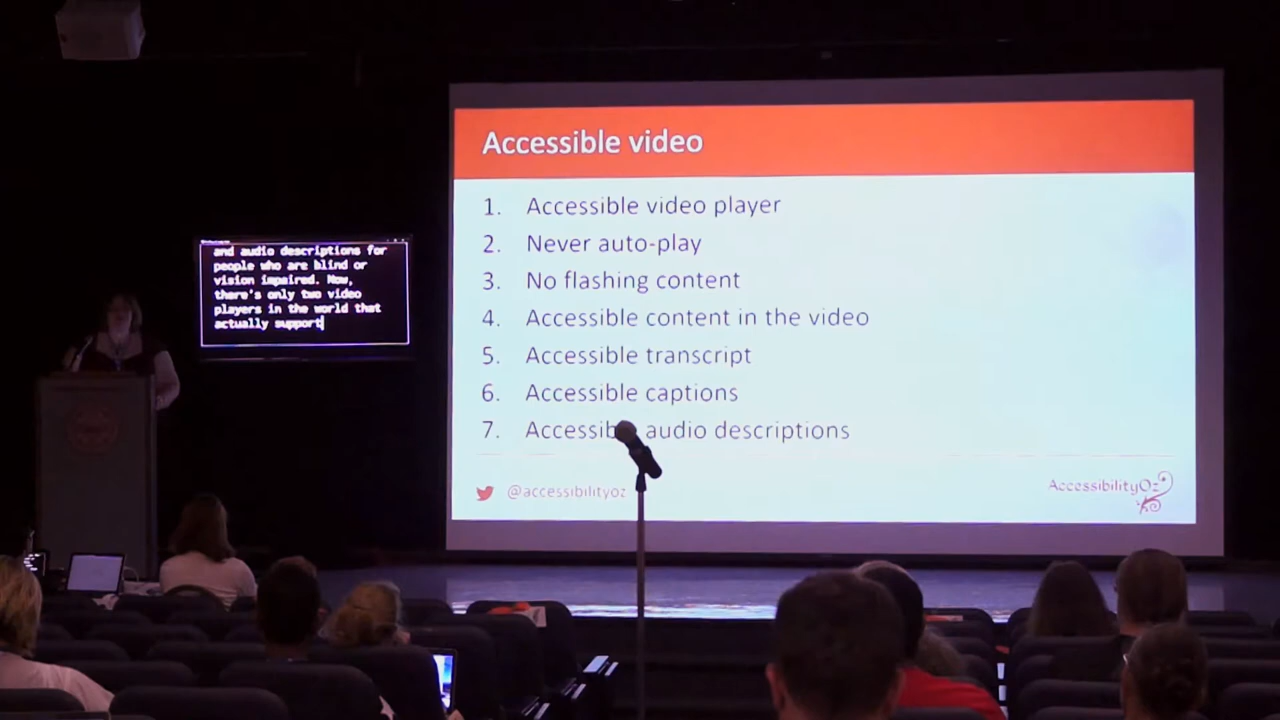 and audio descriptions for
people who are blind or
vision impaired. Now,
there's only two video
players in the world that
actually support
Accessible video
1. Accessible video player
2. Never auto-play
3. No flashing content
4. Accessible content in the video
5. Accessible transcript
6. Accessible captions
7. Accessible audio descriptions
@accessibilityoz
AccessibilityOz